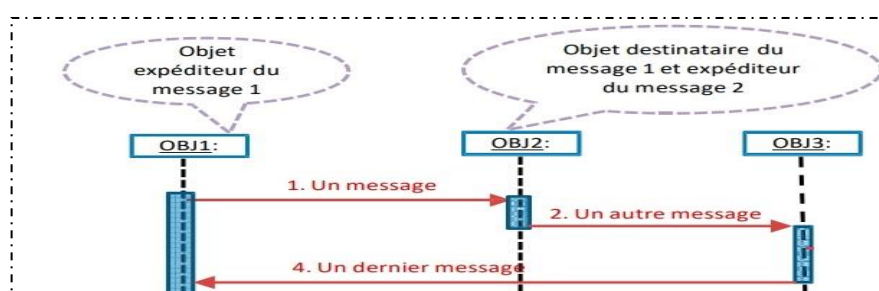 Objet
expéditeur du
message 1
Objet destinataire du
message 1 et expéditeur
du message 2
OBJ1:
OBJ2:
OBJ3:
1. Un message
2. Un autre message
4. Un dernier message